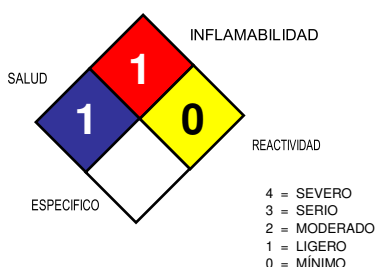 INFLAMABILIDAD
1
SALUD
1
0
REACTIVIDAD
ESPECIFICO
4 = SEVERO
3 = SERIO
2 = MODERADO
1 = LIGERO
0 = MÍNIMO